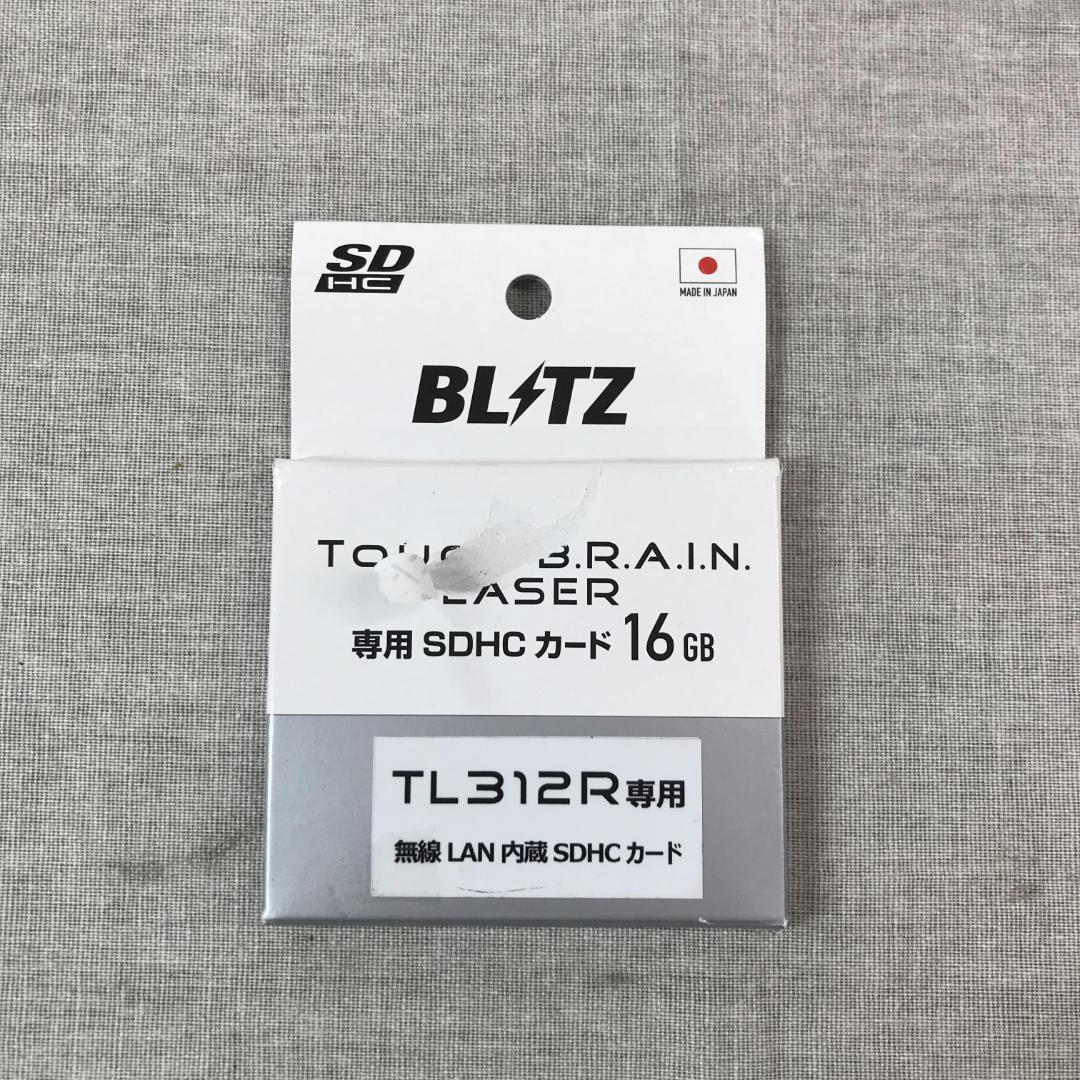 SD
HC
MADE IN JAPAN
BLITZ
B.R.A.I.N.
LASER
専用 SDHC カード 16 GB
TL312R専用
無線 LAN 内蔵 SDHC カード